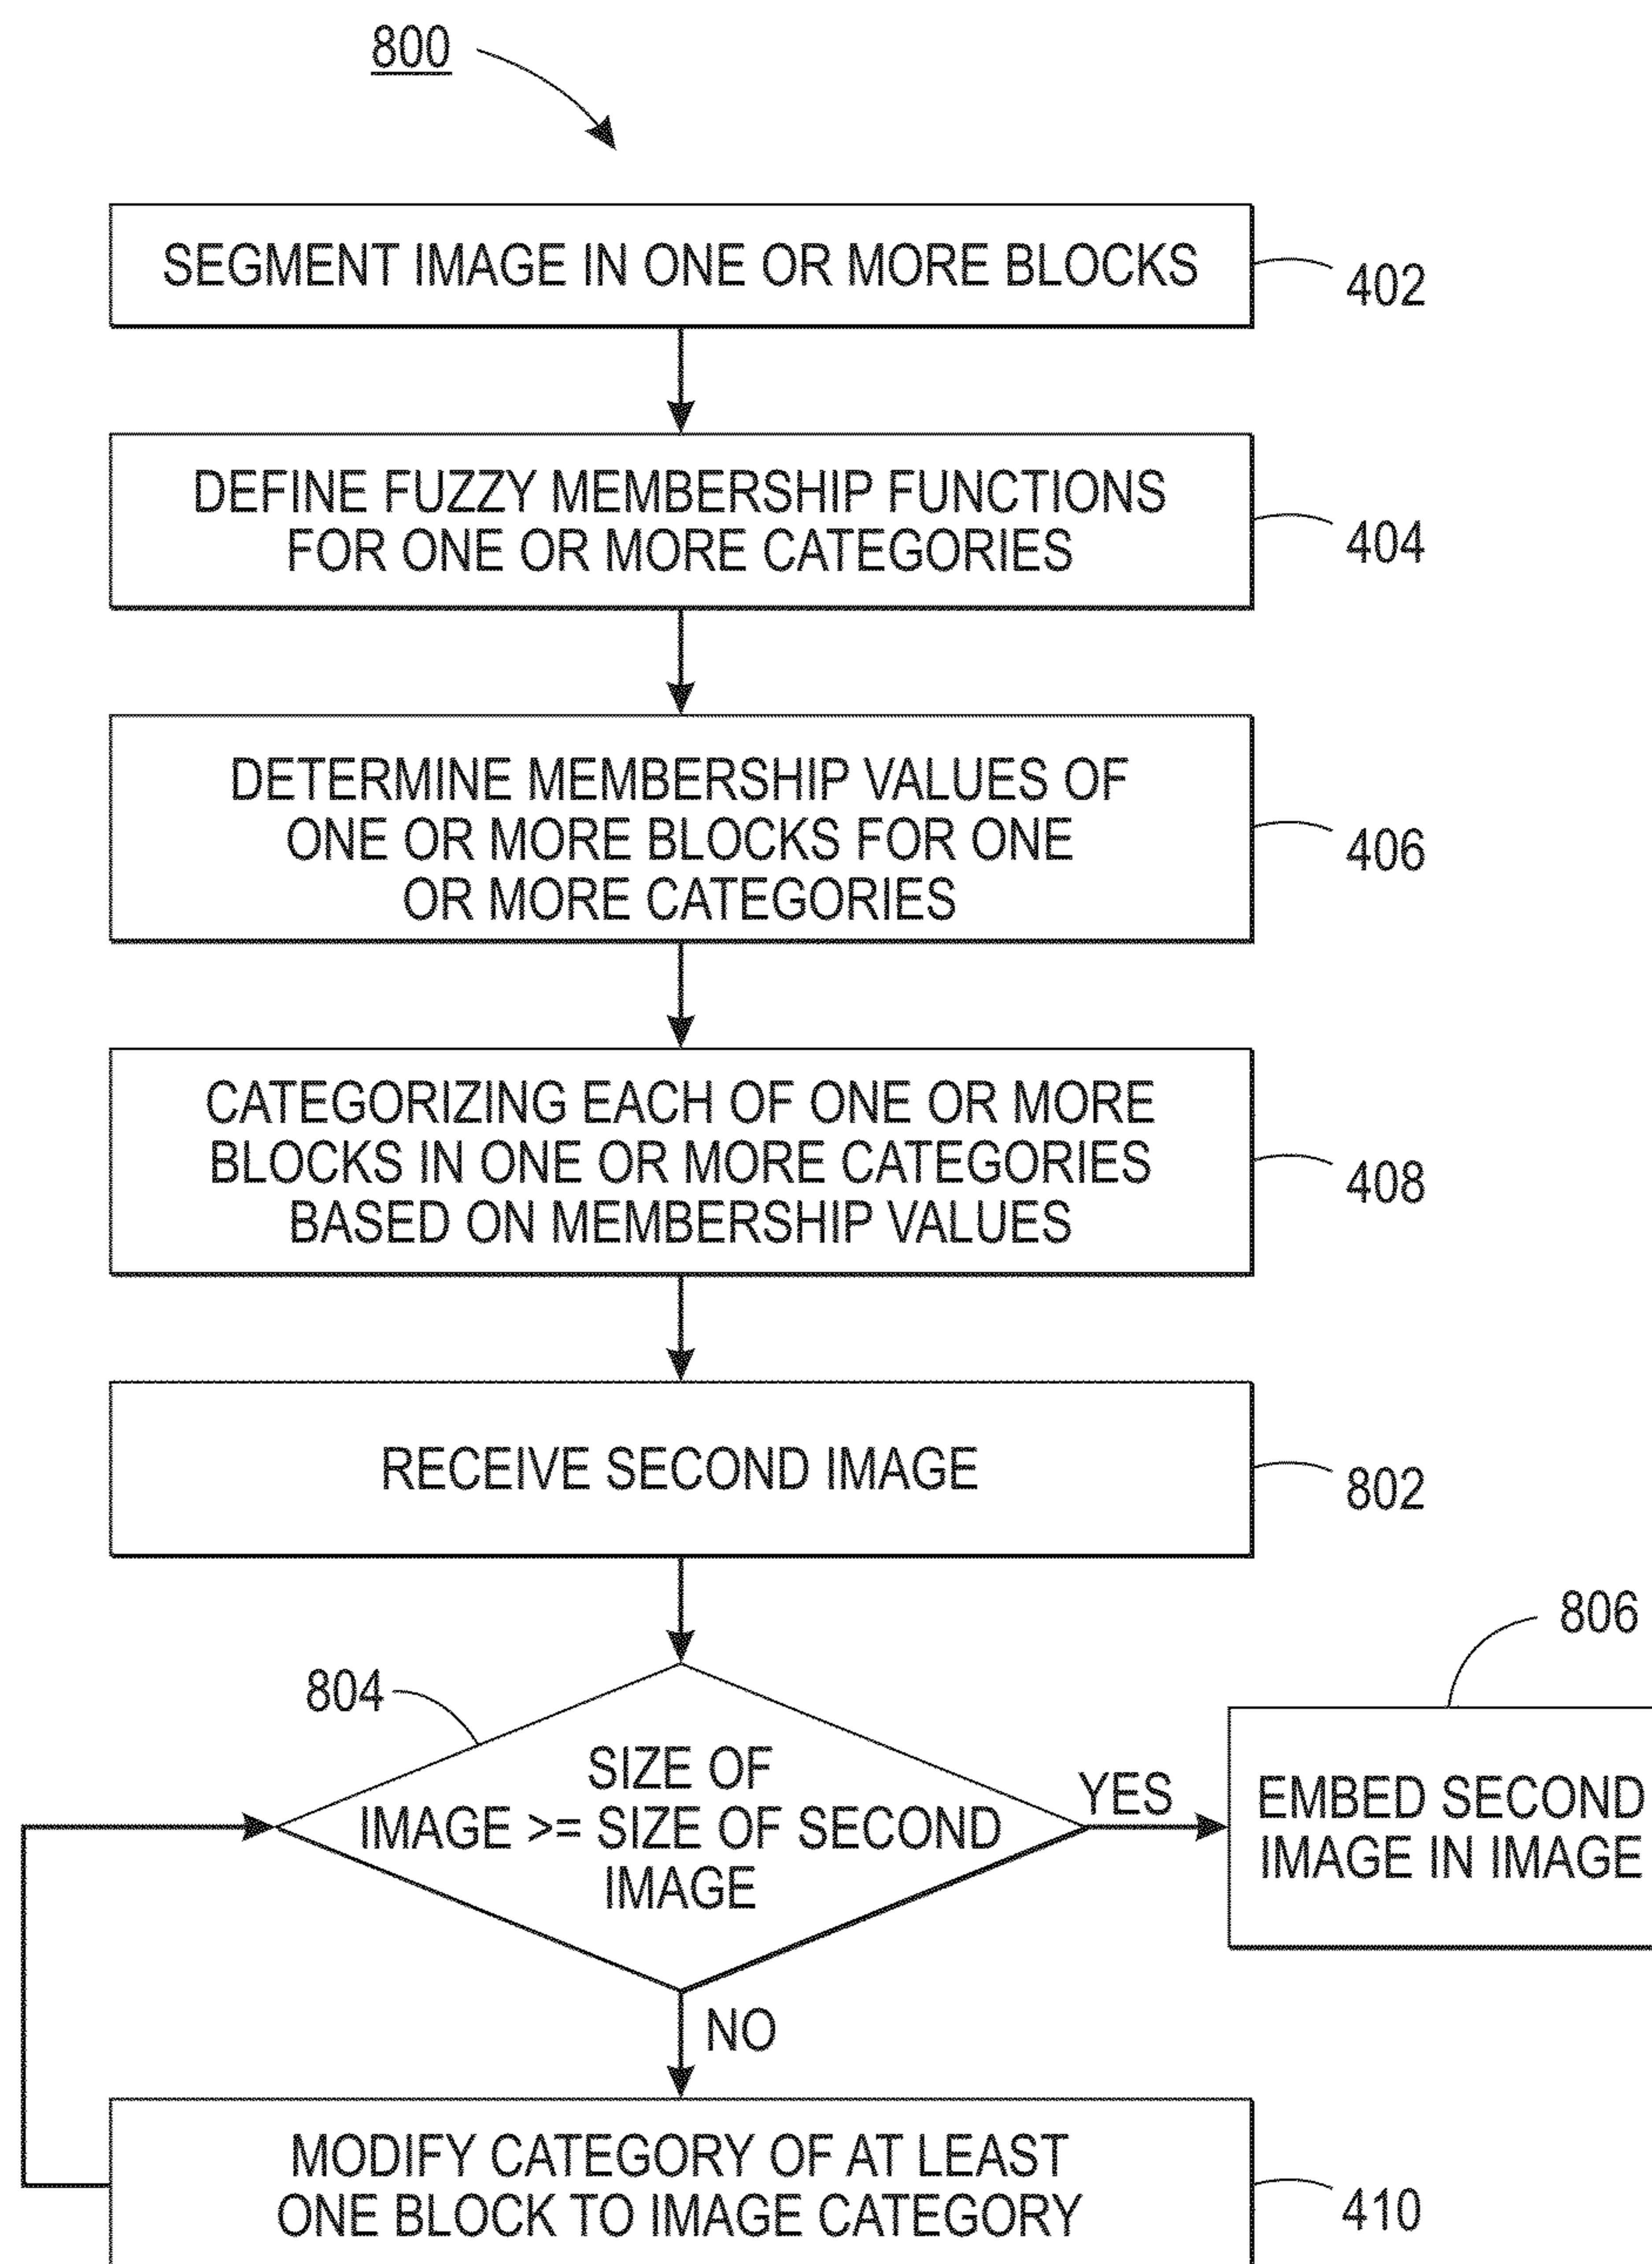 800
SEGMENT IMAGE IN ONE OR MORE BLOCKS
402
DEFINE FUZZY MEMBERSHIP FUNCTIONS
FOR ONE OR MORE CATEGORIES
404
DETERMINE MEMBERSHIP VALUES OF
ONE OR MORE BLOCKS FOR ONE
OR MORE CATEGORIES
406
CATEGORIZING EACH OF ONE OR MORE
BLOCKS IN ONE OR MORE CATEGORIES
BASED ON MEMBERSHIP VALUES
408
RECEIVE SECOND IMAGE
802
804
SIZE OF
IMAGE >= SIZE OF SECOND
IMAGE
YES
806
EMBED SECOND
IMAGE IN IMAGE
NO
MODIFY CATEGORY OF AT LEAST
ONE BLOCK TO IMAGE CATEGORY
410